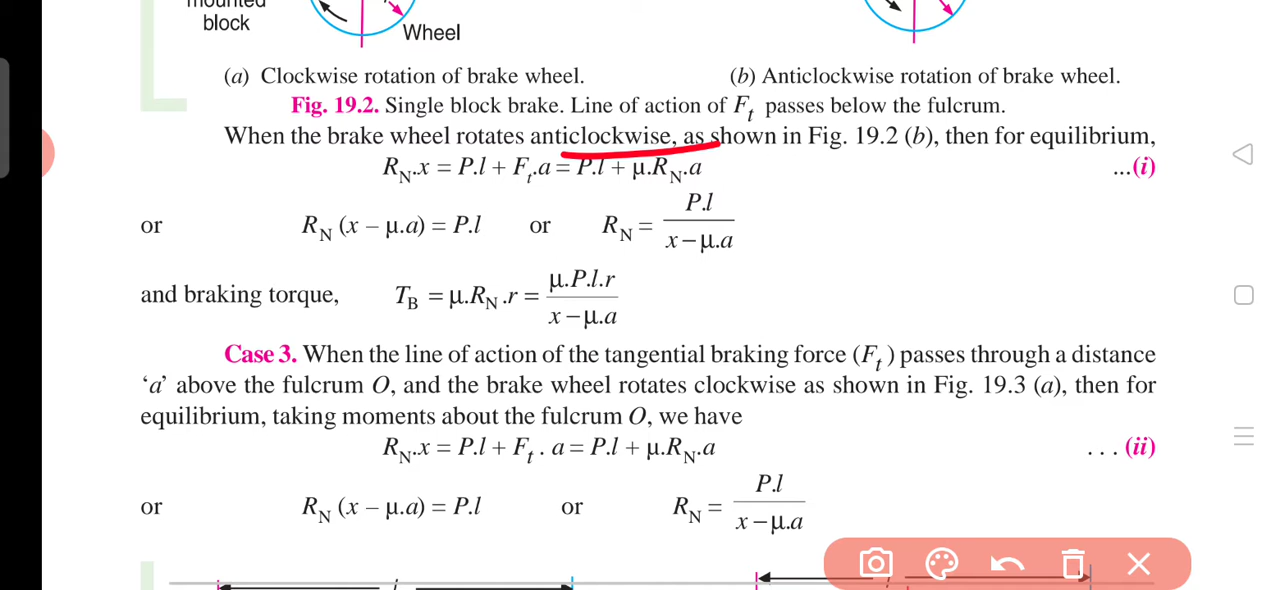 mounted
block
Wheel
(a) Clockwise rotation of brake wheel. (b) Anticlockwise rotation of brake wheel.
Fig. 19.2. Single block brake. Line of action of Fₜ passes below the fulcrum.
When the brake wheel rotates anticlockwise, as shown in Fig. 19.2 (b), then for equilibrium,
R_N.x = P.l + Fₜ.a = P.l + μ.R_N.a ...(i)
or R_N (x – μ.a) = P.l or R_N = P.l / (x – μ.a)
and braking torque, T_B = μ.R_N.r = μ.P.l.r / (x – μ.a)
Case 3. When the line of action of the tangential braking force (Fₜ) passes through a distance
‘a’ above the fulcrum O, and the brake wheel rotates clockwise as shown in Fig. 19.3 (a), then for
equilibrium, taking moments about the fulcrum O, we have
R_N.x = P.l + Fₜ . a = P.l + μ.R_N.a . . . (ii)
or R_N (x – μ.a) = P.l or R_N = P.l / (x – μ.a)